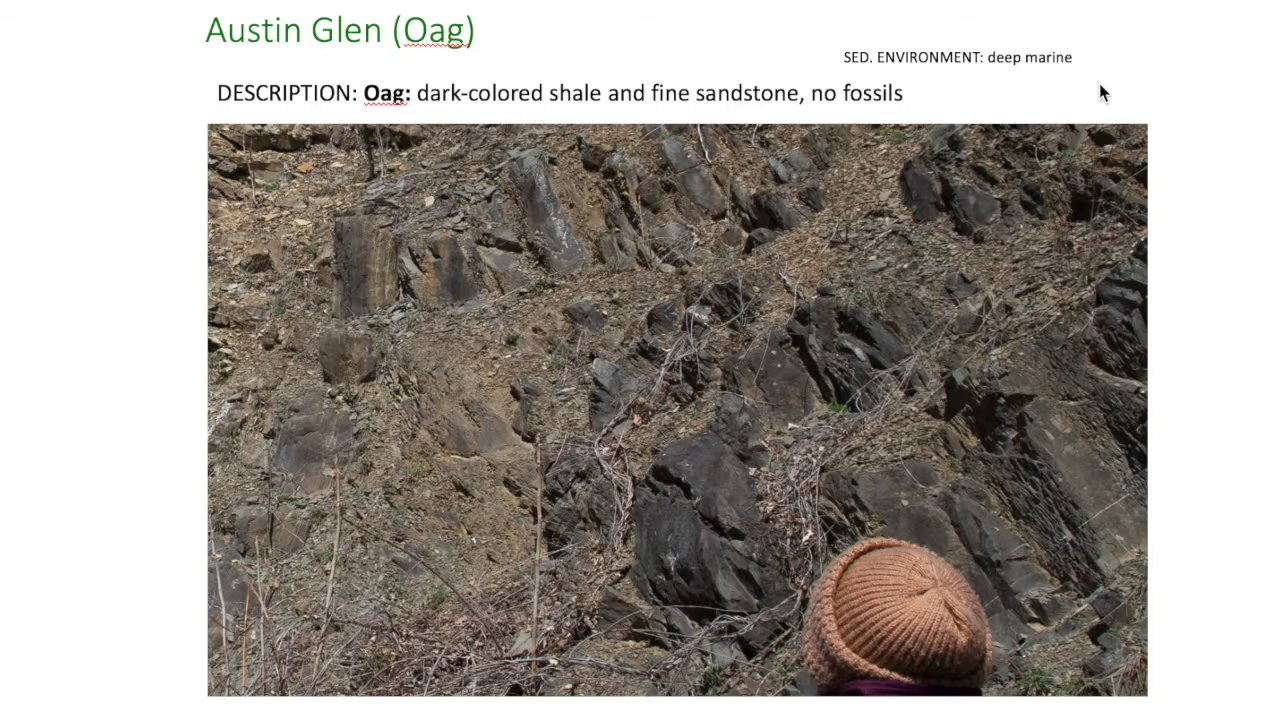 Austin Glen (Oag)
SED. ENVIRONMENT: deep marine
DESCRIPTION: Oag: dark-colored shale and fine sandstone, no fossils